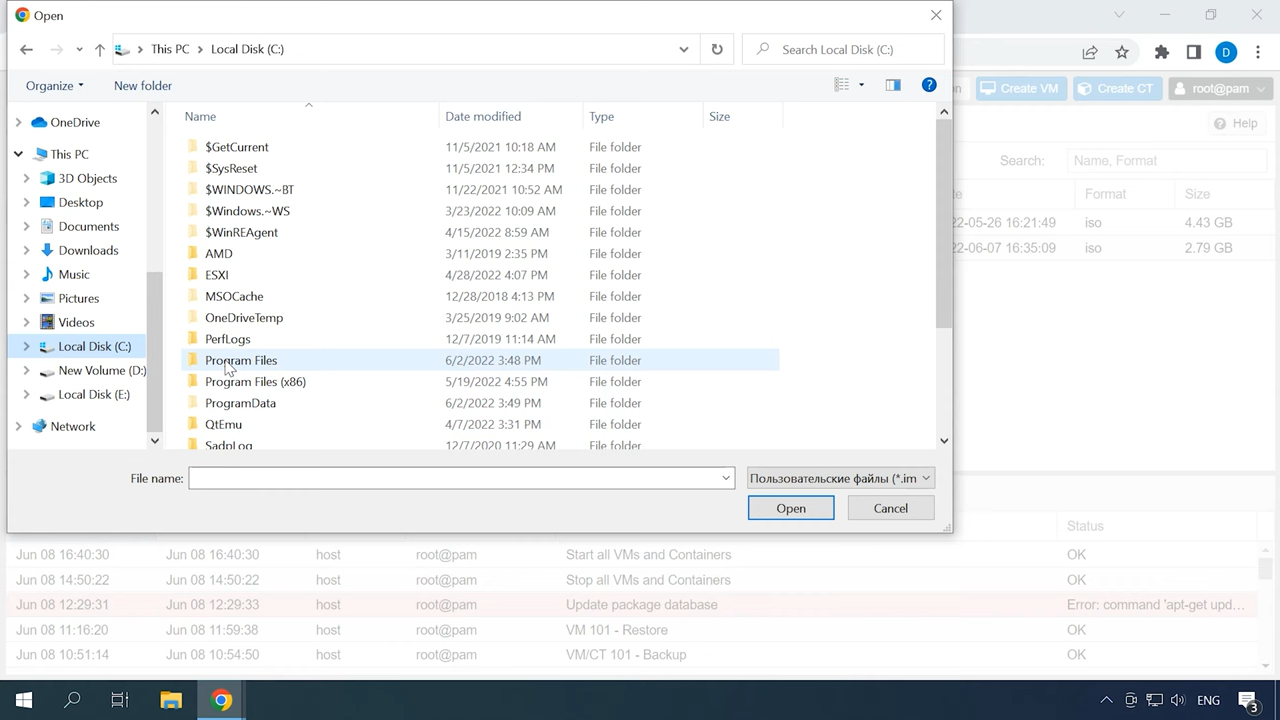 Open
This PC
Local Disk (C:)
Search Local Disk (C:)
Organize
New folder
Name
Date modified
Type
Size
OneDrive
This PC
3D Objects
Desktop
Documents
Downloads
Music
Pictures
Videos
Local Disk (C:)
New Volume (D:)
Local Disk (E:)
Network
$GetCurrent 11/5/2021 10:18 AM File folder
$SysReset 11/5/2021 12:34 PM File folder
$WINDOWS.~BT 11/22/2021 10:52 AM File folder
$Windows.~WS 3/23/2022 10:09 AM File folder
$WinREAgent 4/15/2022 8:59 AM File folder
AMD 3/11/2019 2:35 PM File folder
ESXI 4/28/2022 4:07 PM File folder
MSOCache 12/28/2018 4:13 PM File folder
OneDriveTemp 3/25/2019 9:02 AM File folder
PerfLogs 12/7/2019 11:14 AM File folder
Program Files 6/2/2022 3:48 PM File folder
Program Files (x86) 5/19/2022 4:55 PM File folder
ProgramData 6/2/2022 3:49 PM File folder
QtEmu 4/7/2022 3:31 PM File folder
SadpLog 12/7/2020 11:29 AM File folder
File name:
Пользовательские файлы (*.im
Open
Cancel
D
on
Create VM
Create CT
root@pam
Help
Search:
Name, Format
te Format Size
22-05-26 16:21:49 iso 4.43 GB
22-06-07 16:35:09 iso 2.79 GB
Status
Jun 08 16:40:30 Jun 08 16:40:30 host root@pam Start all VMs and Containers OK
Jun 08 14:50:22 Jun 08 14:50:22 host root@pam Stop all VMs and Containers OK
Jun 08 12:29:31 Jun 08 12:29:33 host root@pam Update package database Error: command 'apt-get upd...
Jun 08 11:16:20 Jun 08 11:59:38 host root@pam VM 101 - Restore OK
Jun 08 10:51:14 Jun 08 10:54:50 host root@pam VM/CT 101 - Backup OK
ENG
3